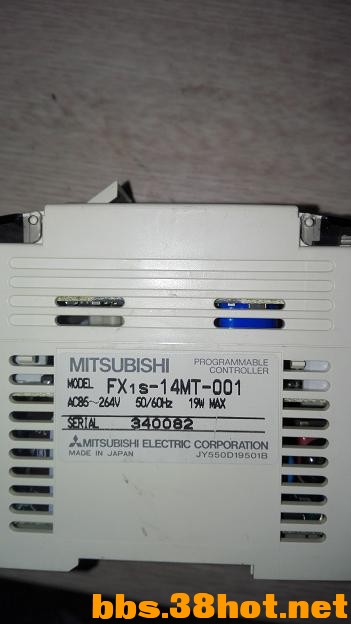 MITSUBISHI
PROGRAMMABLE
CONTROLLER
MODEL FX1s-14MT-001
AC85~264V 50/60Hz 19W MAX
SERIAL 340082
MITSUBISHI ELECTRIC CORPORATION
MADE IN JAPAN JY550D19501B
bbs.38hot.net